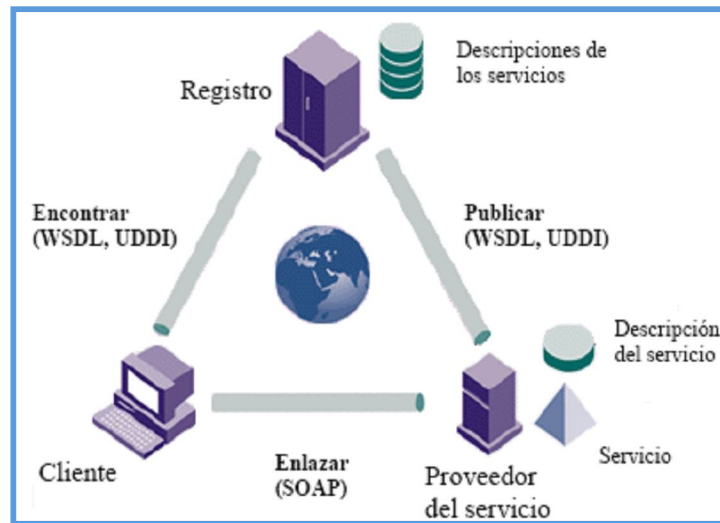 Descripciones de
los servicios
Registro
Encontrar
(WSDL, UDDI)
Publicar
(WSDL, UDDI)
Descripción
del servicio
Servicio
Cliente
Enlazar
(SOAP)
Proveedor
del servicio